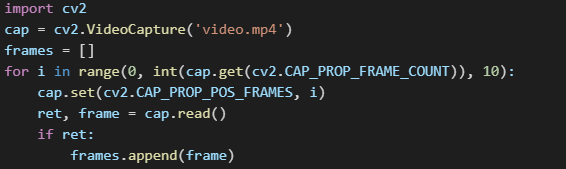 import cv2
cap = cv2.VideoCapture('video.mp4')
frames = []
for i in range(0, int(cap.get(cv2.CAP_PROP_FRAME_COUNT)), 10):
    cap.set(cv2.CAP_PROP_POS_FRAMES, i)
    ret, frame = cap.read()
    if ret:
        frames.append(frame)